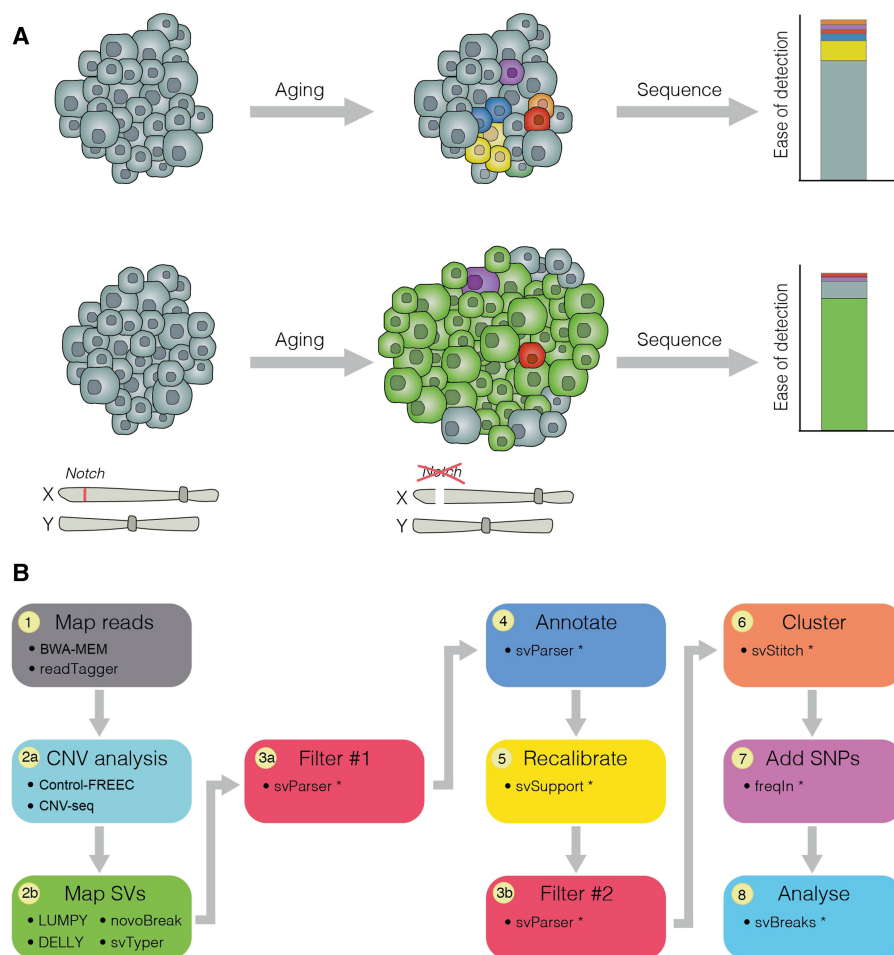 A
Aging
Sequence
Ease of detection
Aging
Sequence
Ease of detection
Notch
X
Y
Notch
X
Y
B
1 Map reads
• BWA-MEM
• readTagger
2a CNV analysis
• Control-FREEC
• CNV-seq
2b Map SVs
• LUMPY • novoBreak
• DELLY • svTyper
3a Filter #1
• svParser *
4 Annotate
• svParser *
5 Recalibrate
• svSupport *
3b Filter #2
• svParser *
6 Cluster
• svStitch *
7 Add SNPs
• freqIn *
8 Analyse
• svBreaks *